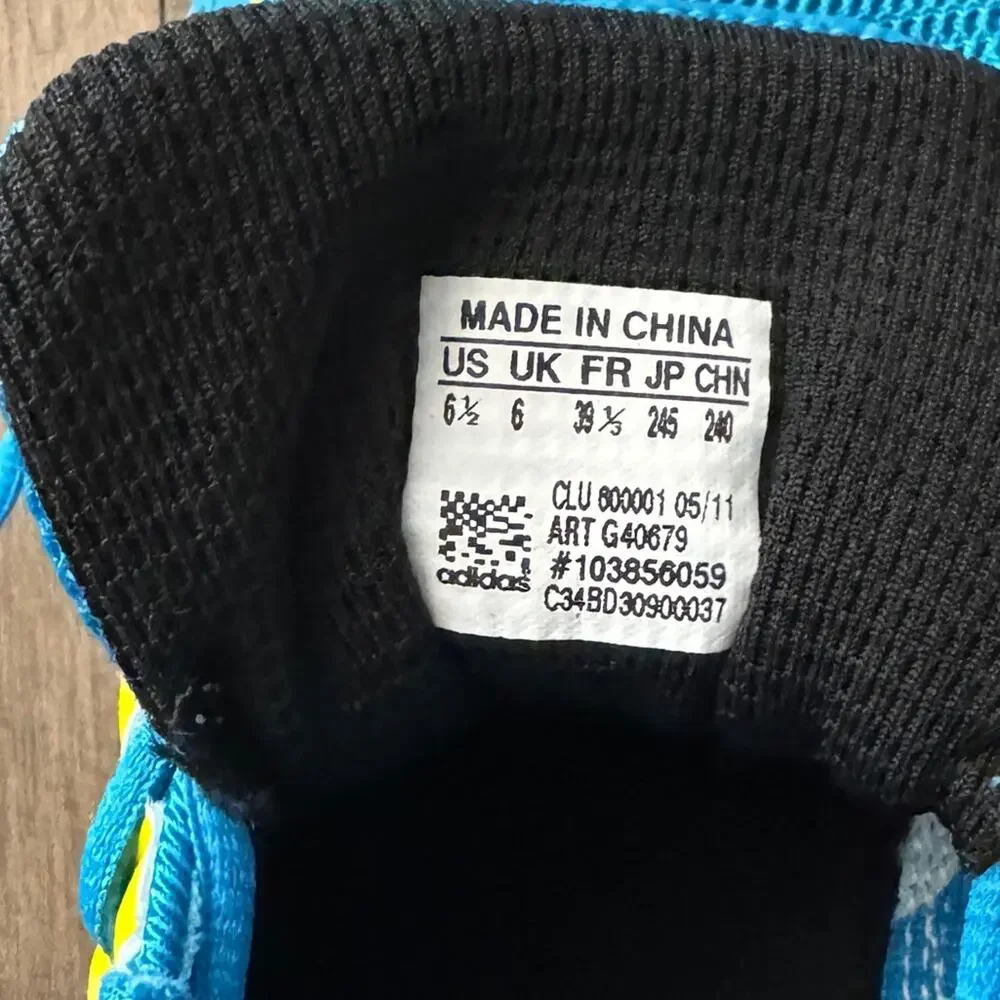 MADE IN CHINA
US UK FR JP CHN
6½ 6 39⅓ 245 240
CLU 600001 05/11
ART G40679
#103856059
C34BD30900037
adidas